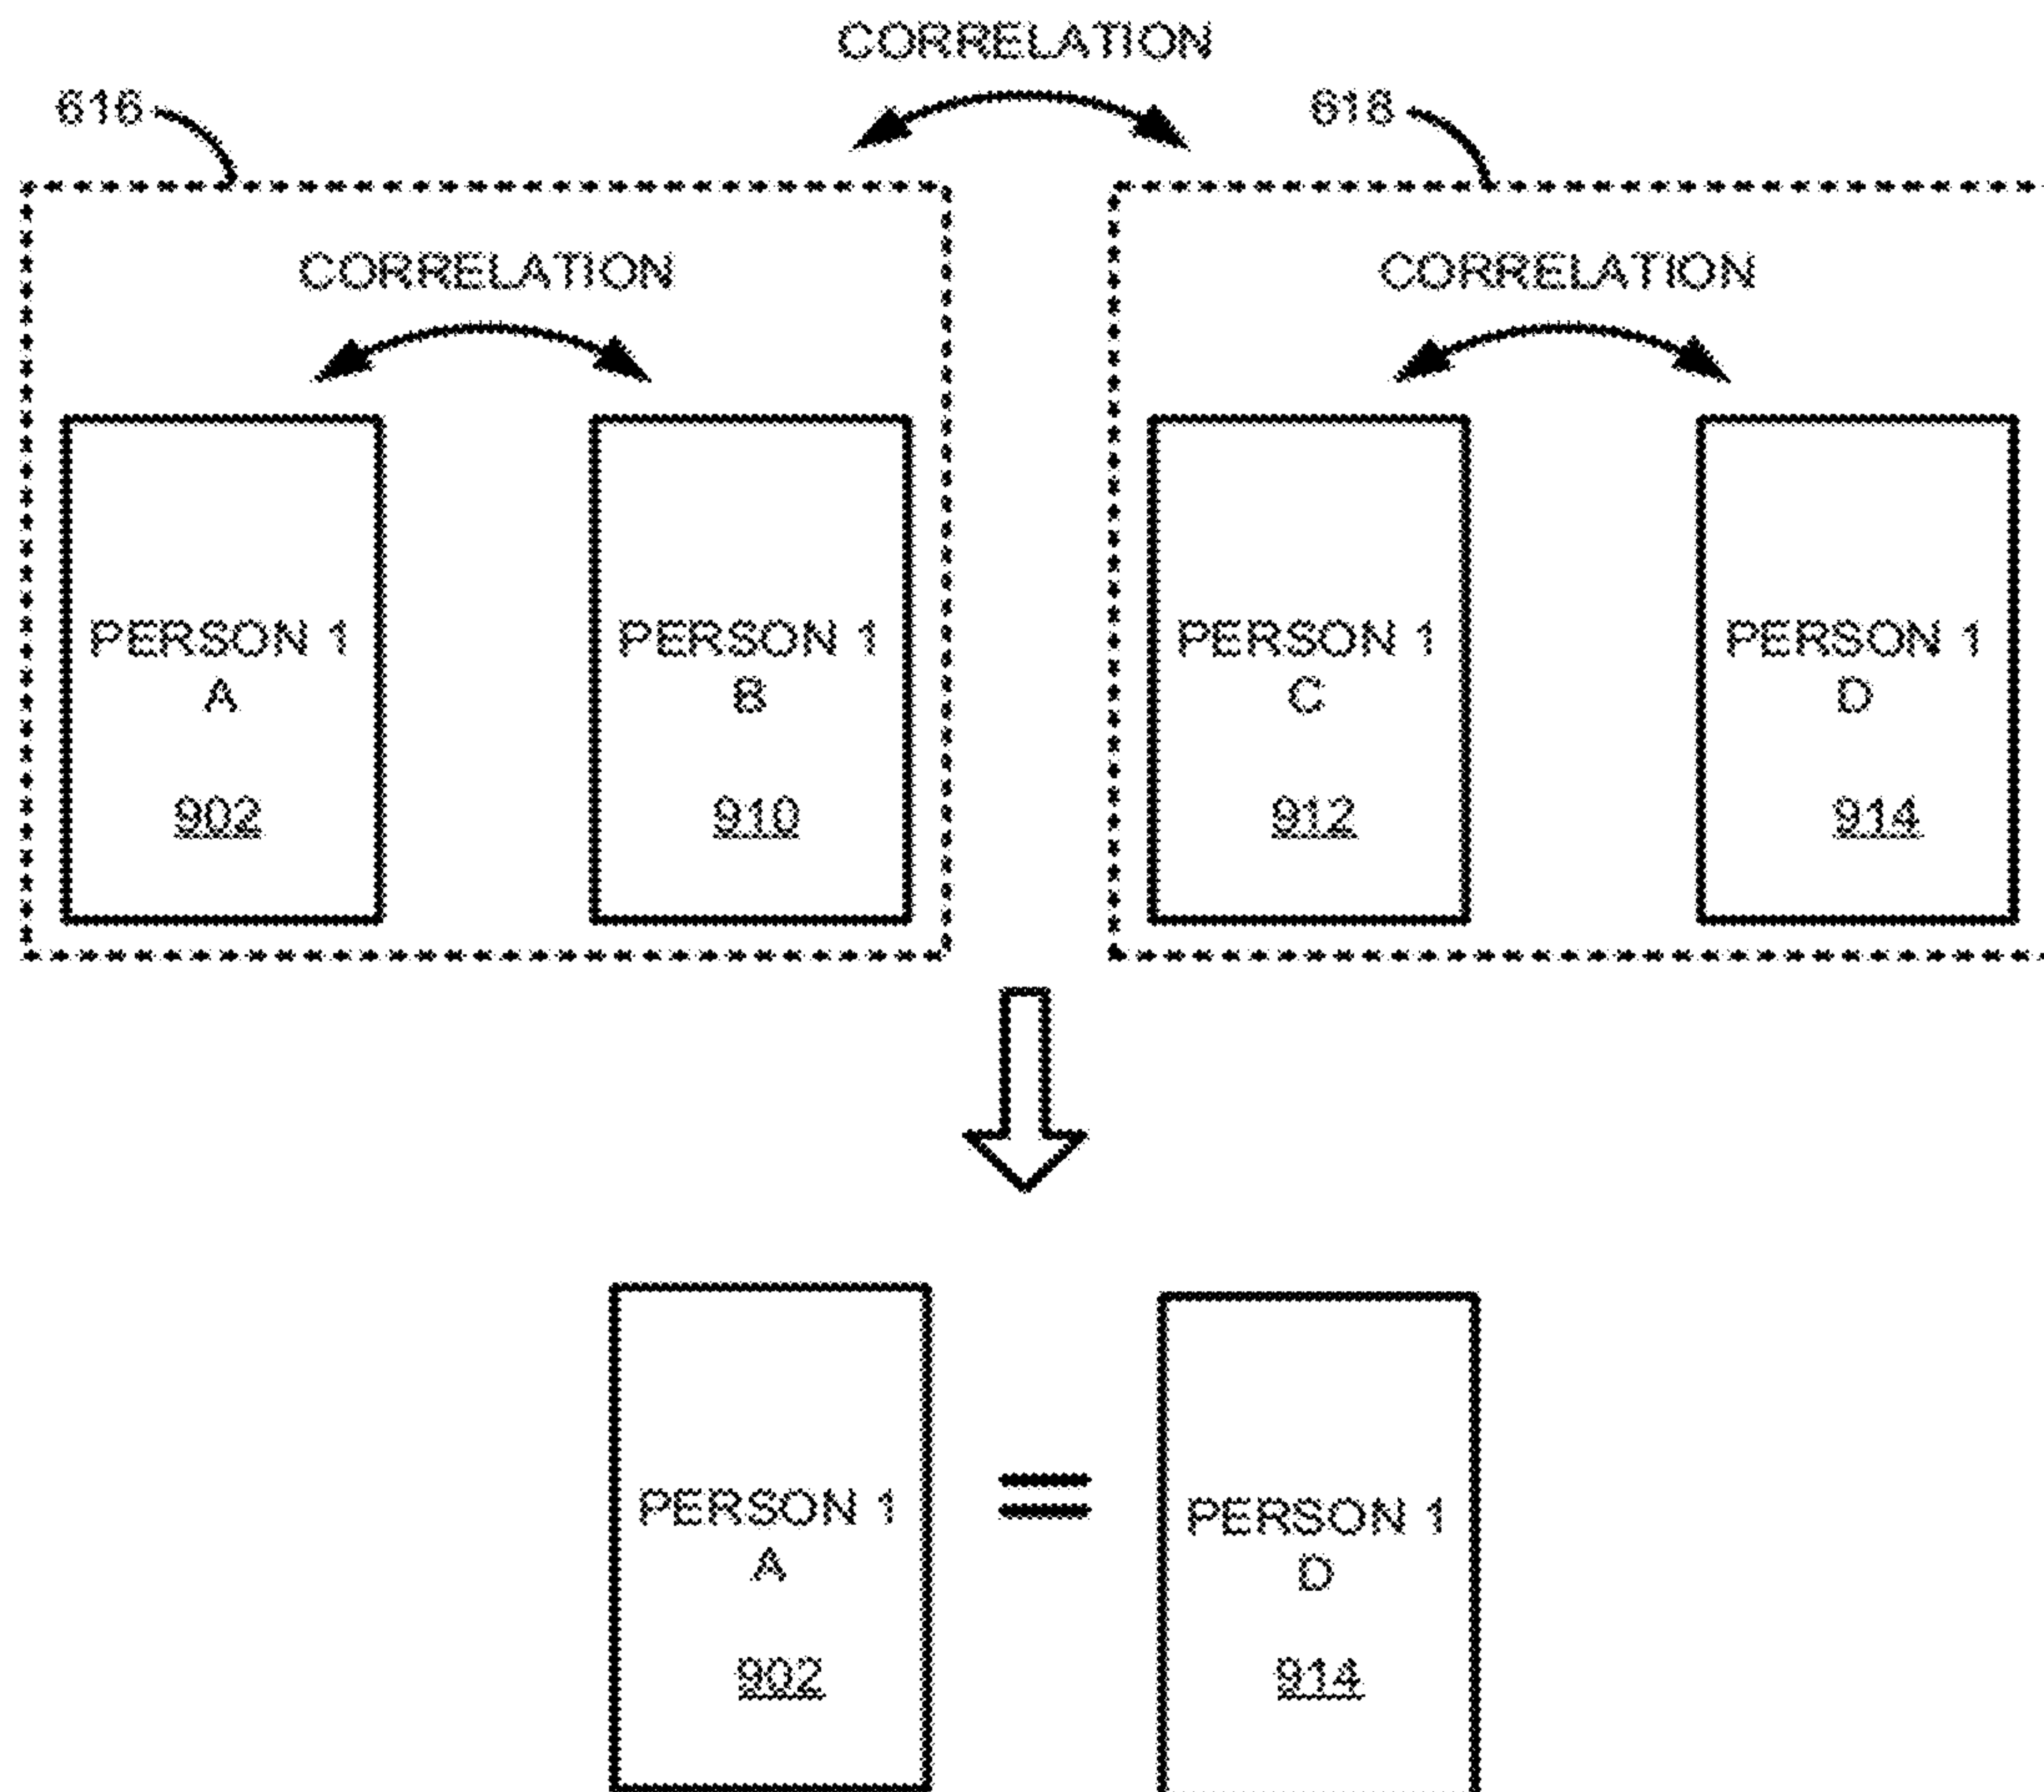 CORRELATION
616
618
CORRELATION
CORRELATION
PERSON 1
A
902
PERSON 1
B
910
PERSON 1
C
912
PERSON 1
D
914
PERSON 1
A
902
=
PERSON 1
D
914